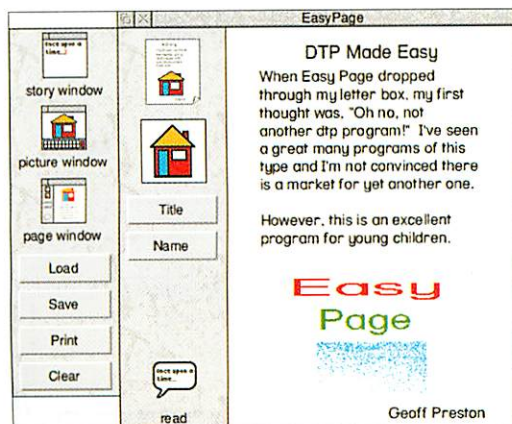 EasyPage
once upon a
time...
story window
picture window
page window
Load
Save
Print
Clear
Title
Name
once upon a
time...
read
DTP Made Easy
When Easy Page dropped
through my letter box, my first
thought was, "Oh no, not
another dtp program!" I've seen
a great many programs of this
type and I'm not convinced there
is a market for yet another one.
However, this is an excellent
program for young children.
Easy
Page
Geoff Preston